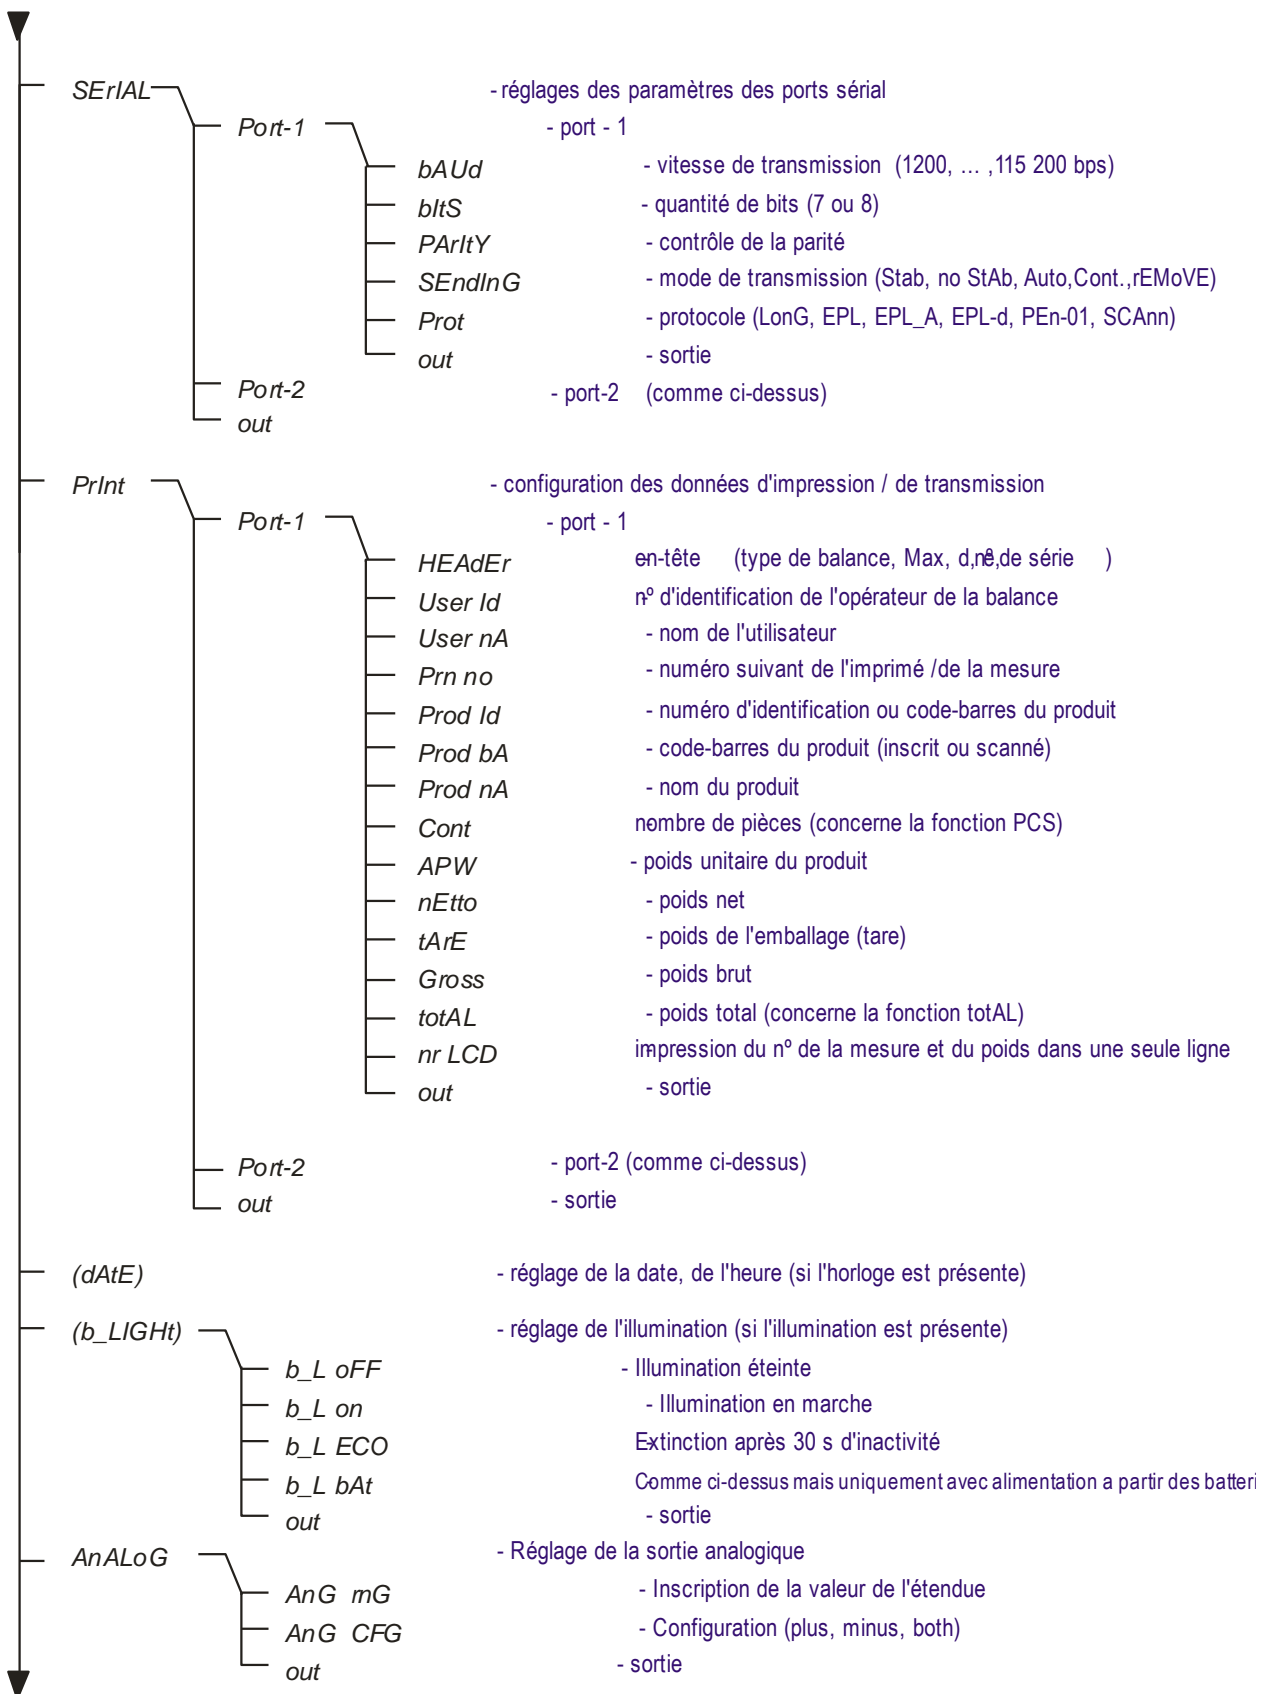 SErIAL - réglages des paramètres des ports sérial
Port-1 - port - 1
bAUd - vitesse de transmission (1200, ... ,115 200 bps)
bItS - quantité de bits (7 ou 8)
PArItY - contrôle de la parité
SEndInG - mode de transmission (Stab, no StAb, Auto,Cont.,rEMoVE)
Prot - protocole (LonG, EPL, EPL_A, EPL-d, PEn-01, SCAnn)
out - sortie
Port-2 - port-2 (comme ci-dessus)
out
PrInt - configuration des données d'impression / de transmission
Port-1 - port - 1
HEAdEr - en-tête (type de balance, Max, d, e, nº de série )
User Id - nº d'identification de l'opérateur de la balance
User nA - nom de l'utilisateur
Prn no - numéro suivant de l'imprimé /de la mesure
Prod Id - numéro d'identification ou code-barres du produit
Prod bA - code-barres du produit (inscrit ou scanné)
Prod nA - nom du produit
Cont - nombre de pièces (concerne la fonction PCS)
APW - poids unitaire du produit
nEtto - poids net
tArE - poids de l'emballage (tare)
Gross - poids brut
totAL - poids total (concerne la fonction totAL)
nr LCD - impression du nº de la mesure et du poids dans une seule ligne
out - sortie
Port-2 - port-2 (comme ci-dessus)
out - sortie
(dAtE) - réglage de la date, de l'heure (si l'horloge est présente)
(b_LIGHt) - réglage de l'illumination (si l'illumination est présente)
b_L oFF - Illumination éteinte
b_L on - Illumination en marche
b_L ECO - Extinction après 30 s d'inactivité
b_L bAt - Comme ci-dessus mais uniquement avec alimentation a partir des batteri
out - sortie
AnALoG - Réglage de la sortie analogique
AnG rnG - Inscription de la valeur de l'étendue
AnG CFG - Configuration (plus, minus, both)
out - sortie